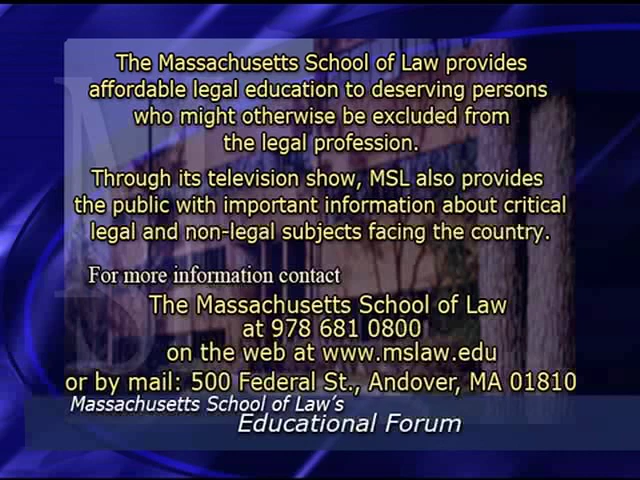 The Massachusetts School of Law provides
affordable legal education to deserving persons
who might otherwise be excluded from
the legal profession.
Through its television show, MSL also provides
the public with important information about critical
legal and non-legal subjects facing the country.
For more information contact
The Massachusetts School of Law
at 978 681 0800
on the web at www.mslaw.edu
or by mail: 500 Federal St., Andover, MA 01810
Massachusetts School of Law's
Educational Forum